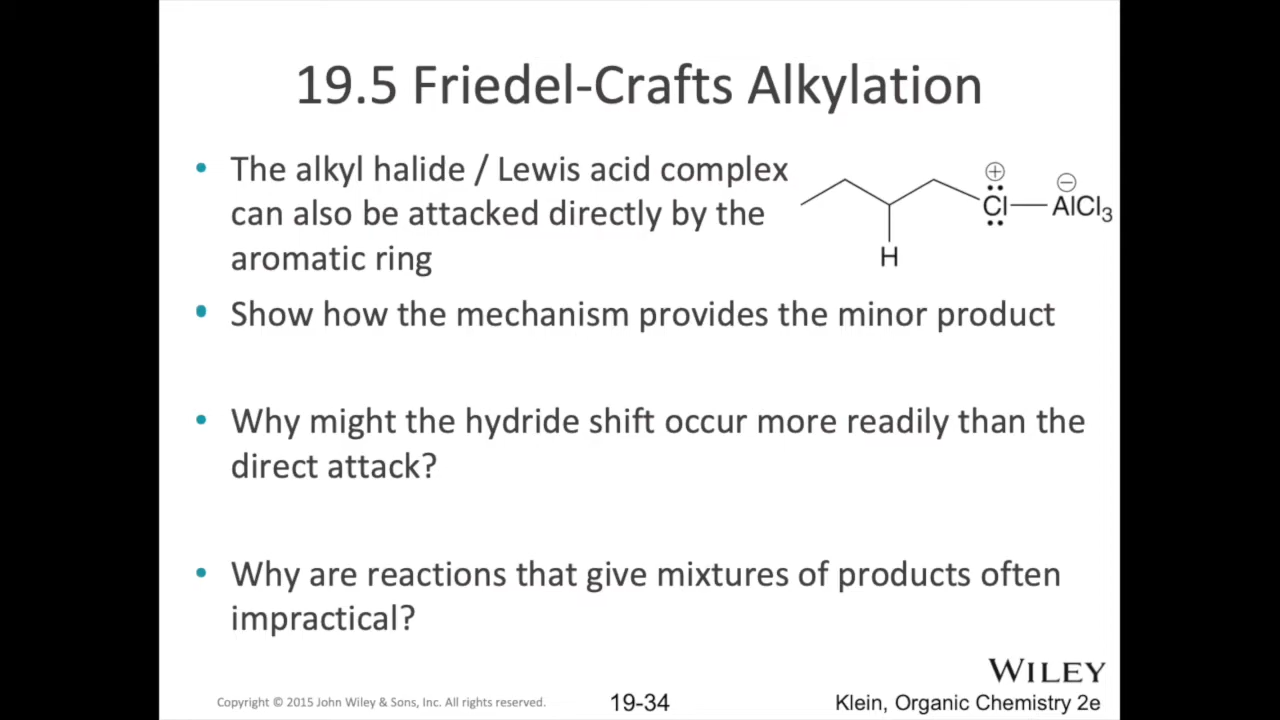 19.5 Friedel-Crafts Alkylation
• The alkyl halide / Lewis acid complex
can also be attacked directly by the
aromatic ring
⊕
⊖
Cl—AlCl₃
H
• Show how the mechanism provides the minor product
• Why might the hydride shift occur more readily than the
direct attack?
• Why are reactions that give mixtures of products often
impractical?
WILEY
Copyright © 2015 John Wiley & Sons, Inc. All rights reserved.
19-34
Klein, Organic Chemistry 2e